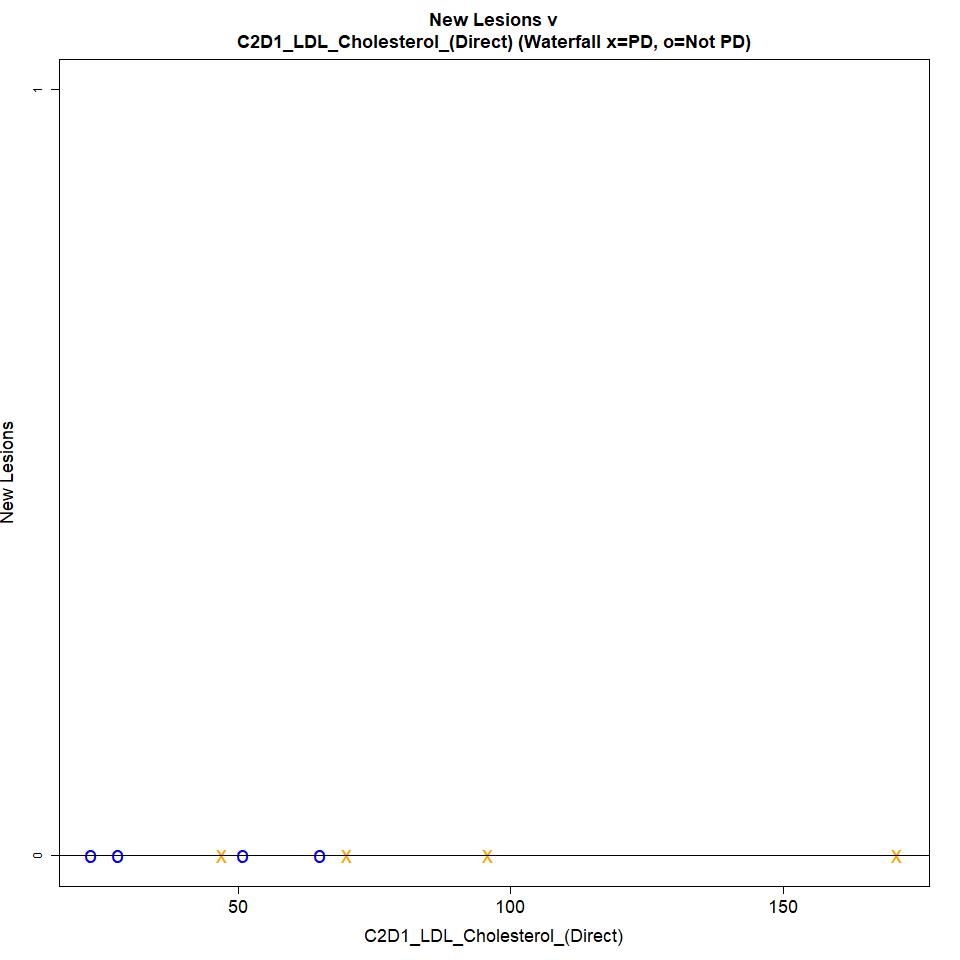 New Lesions v
C2D1_LDL_Cholesterol_(Direct) (Waterfall x=PD, o=Not PD)
1
New Lesions
0
o o x o o x x x
50 100 150
C2D1_LDL_Cholesterol_(Direct)